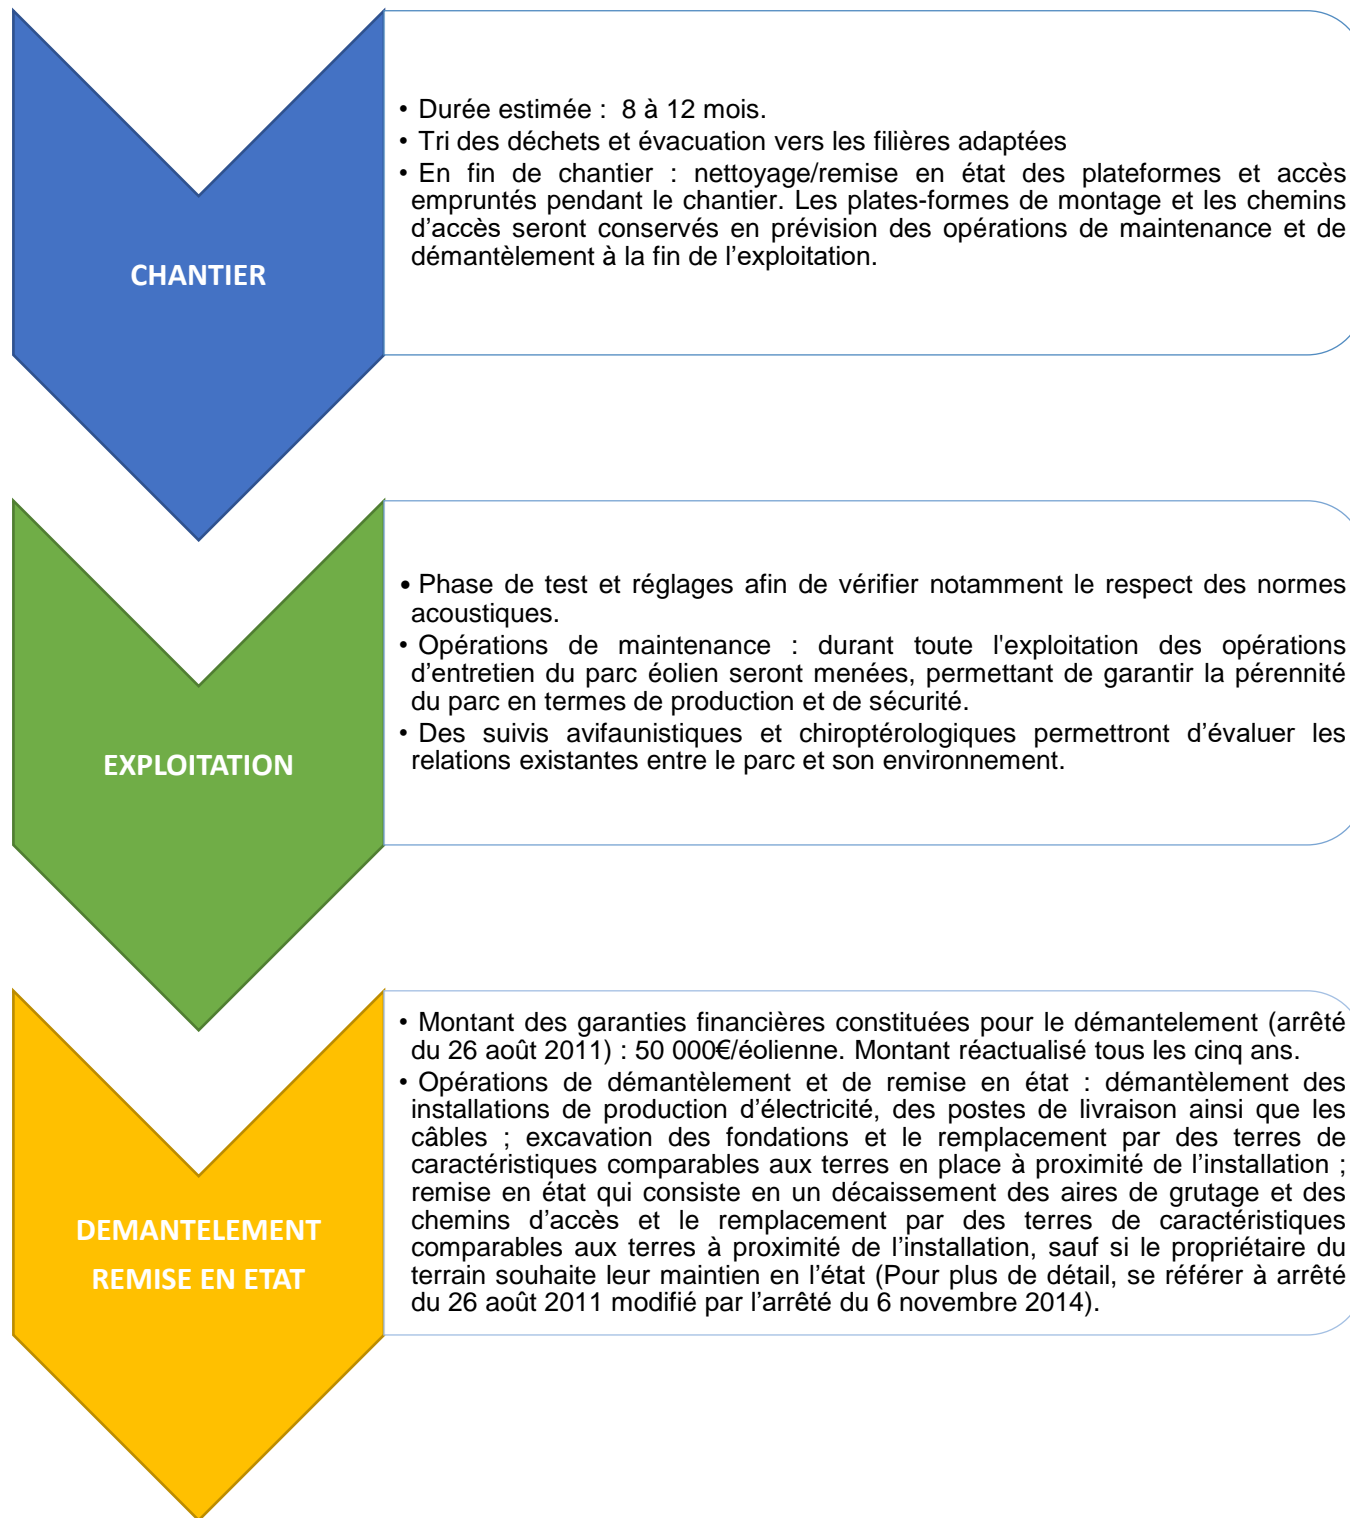 CHANTIER
• Durée estimée :  8 à 12 mois.
• Tri des déchets et évacuation vers les filières adaptées
• En fin de chantier : nettoyage/remise en état des plateformes et accès
empruntés pendant le chantier. Les plates-formes de montage et les chemins
d’accès seront conservés en prévision des opérations de maintenance et de
démantèlement à la fin de l’exploitation.
EXPLOITATION
• Phase de test et réglages afin de vérifier notamment le respect des normes
acoustiques.
• Opérations de maintenance : durant toute l'exploitation des opérations
d’entretien du parc éolien seront menées, permettant de garantir la pérennité
du parc en termes de production et de sécurité.
• Des suivis avifaunistiques et chiroptérologiques permettront d’évaluer les
relations existantes entre le parc et son environnement.
DEMANTELEMENT
REMISE EN ETAT
• Montant des garanties financières constituées pour le démantelement (arrêté
du 26 août 2011) : 50 000€/éolienne. Montant réactualisé tous les cinq ans.
• Opérations de démantèlement et de remise en état : démantèlement des
installations de production d’électricité, des postes de livraison ainsi que les
câbles ; excavation des fondations et le remplacement par des terres de
caractéristiques comparables aux terres en place à proximité de l’installation ;
remise en état qui consiste en un décaissement des aires de grutage et des
chemins d’accès et le remplacement par des terres de caractéristiques
comparables aux terres à proximité de l’installation, sauf si le propriétaire du
terrain souhaite leur maintien en l’état (Pour plus de détail, se référer à arrêté
du 26 août 2011 modifié par l’arrêté du 6 novembre 2014).